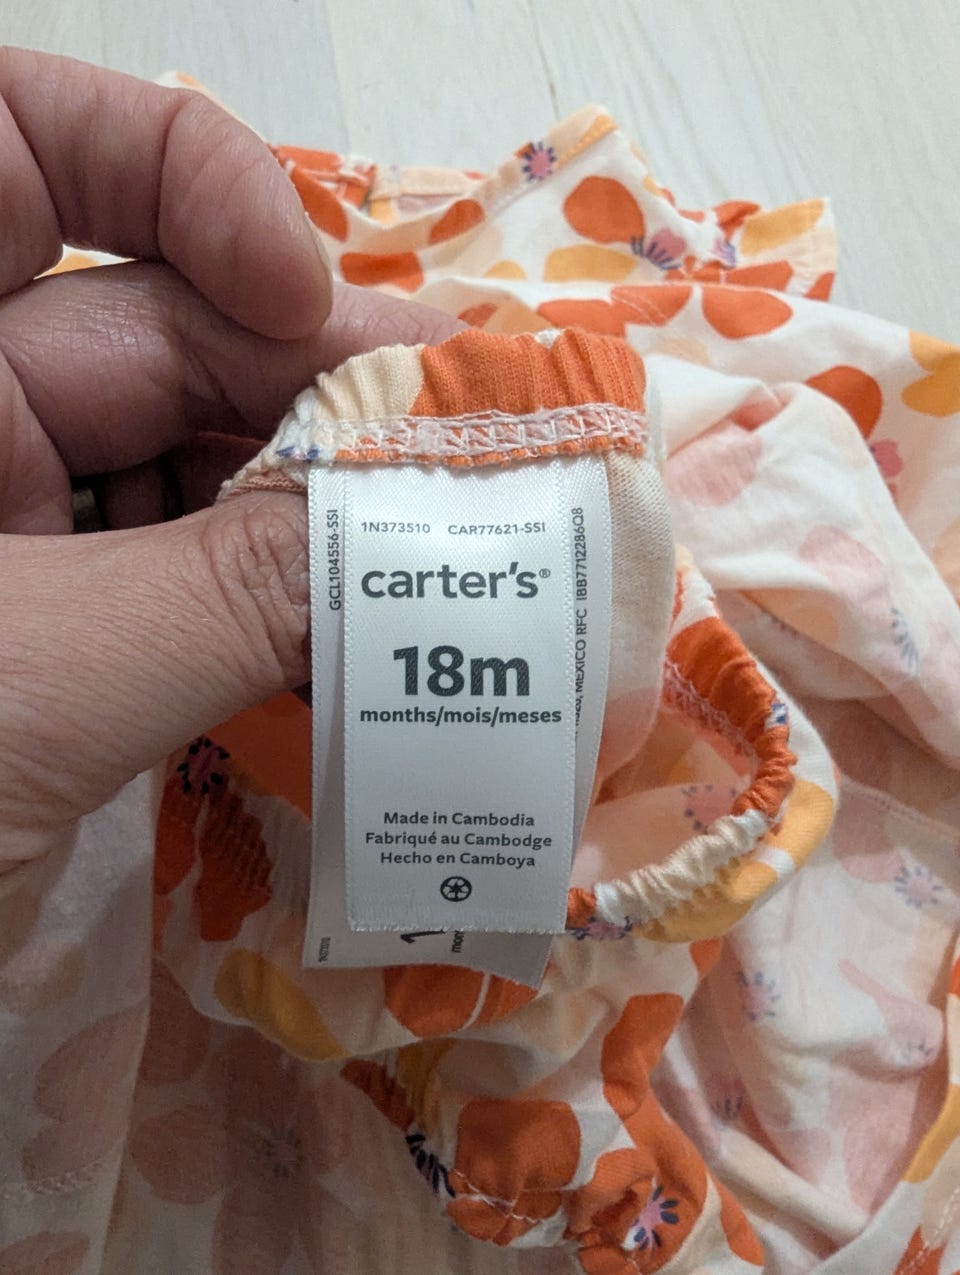 1N373510 CAR77621-SSI
carter's®
18m
months/mois/meses
Made in Cambodia
Fabriqué au Cambodge
Hecho en Camboya
GCL104556-SSI
MEXICO RFC IBB7712286Q8